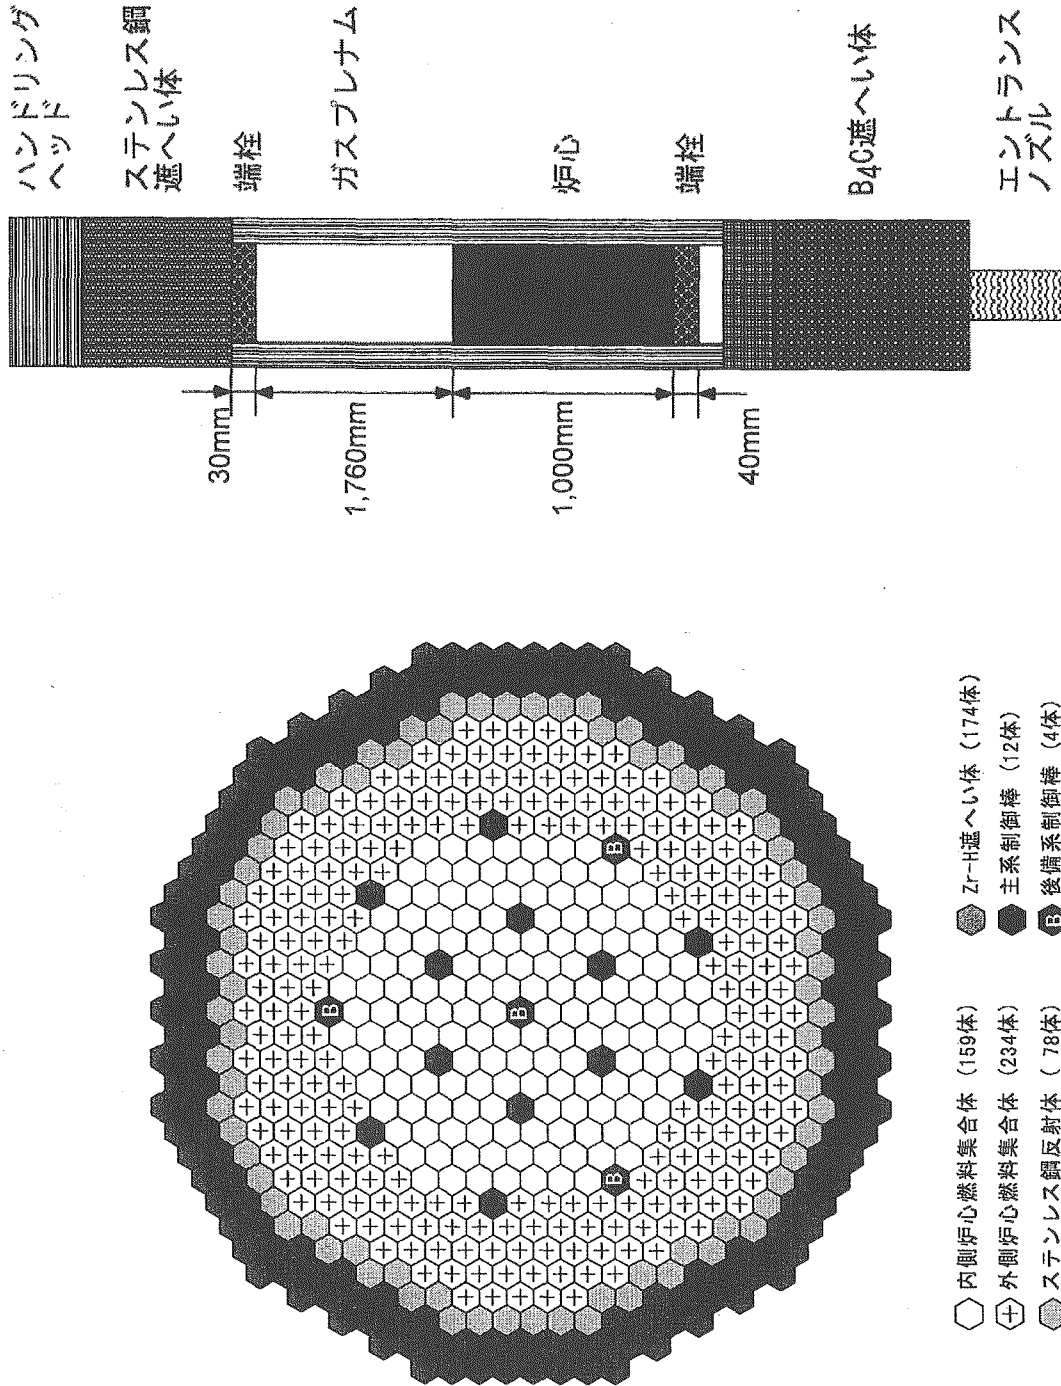 ハンドリング
ヘッド
ステンレス鋼
遮へい体
端栓
ガスプレナム
炉心
端栓
B4C遮へい体
エントランス
ノズル
30mm
1,760mm
1,000mm
40mm
B
B
B
B
内側炉心燃料集合体 (159体)
外側炉心燃料集合体 (234体)
ステンレス鋼反射体 ( 78体)
Zr-H遮へい体 (174体)
主系制御棒 (12体)
B 後備系制御棒 (4体)